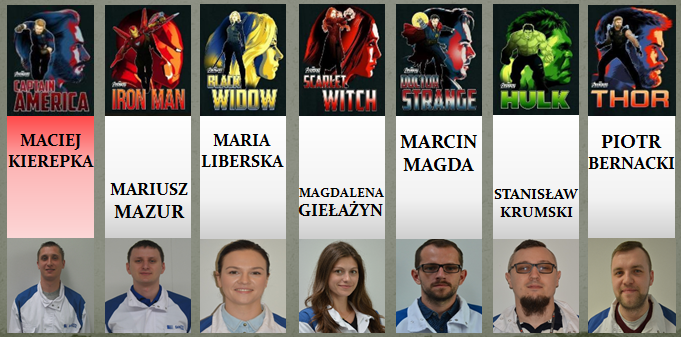 CAPTAIN
AMERICA
MACIEJ
KIEREPKA
IRON MAN
MARIUSZ
MAZUR
BLACK
WIDOW
MARIA
LIBERSKA
SCARLET
WITCH
MAGDALENA
GIEŁAŻYN
DOCTOR
STRANGE
MARCIN
MAGDA
HULK
STANISŁAW
KRUMSKI
THOR
PIOTR
BERNACKI